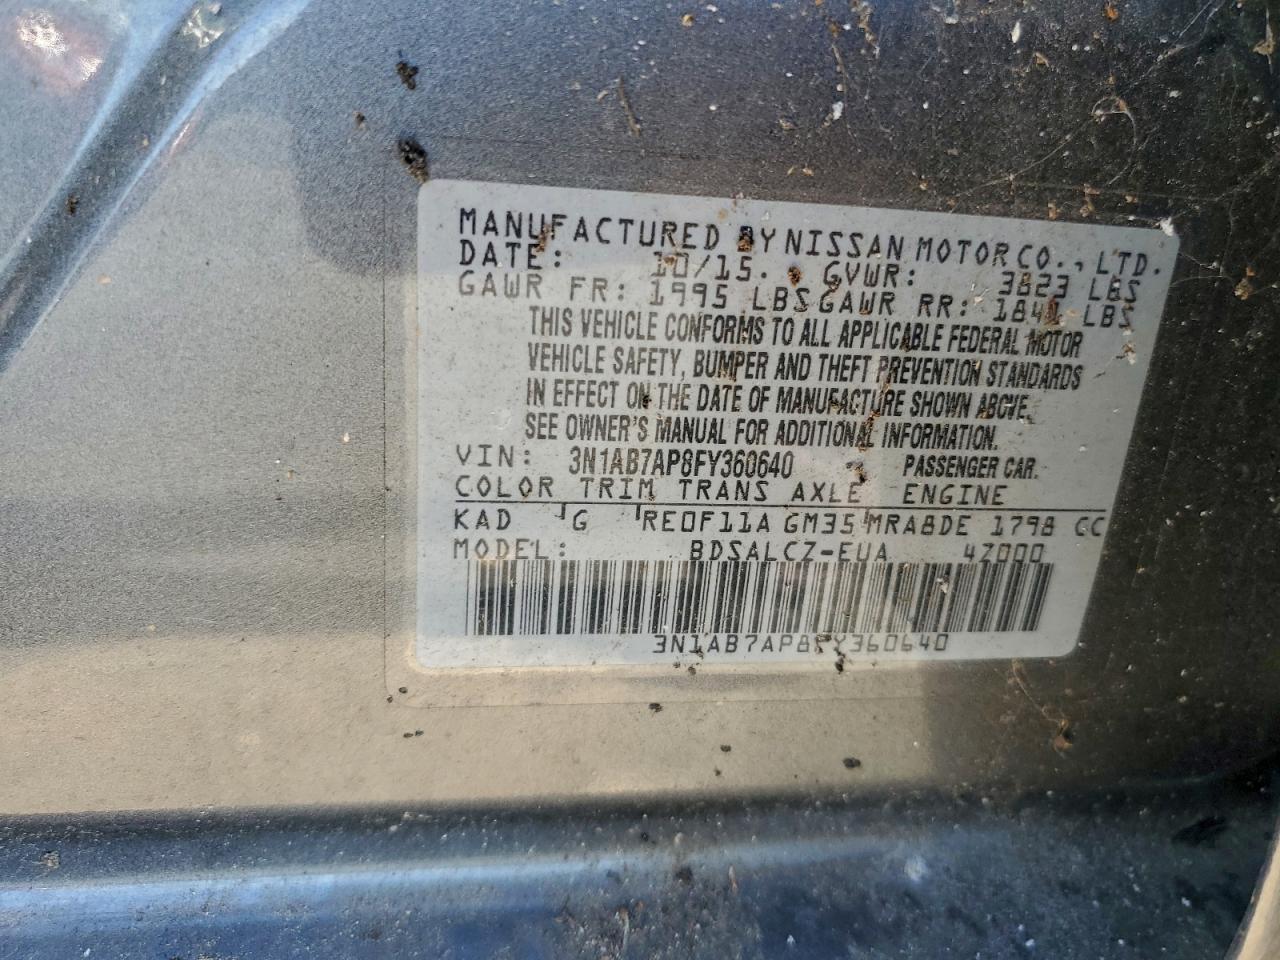 MANUFACTURED BY NISSAN MOTOR CO., LTD.
DATE: 10/15. GVWR: 3823 LBS
GAWR FR: 1995 LBS GAWR RR: 1841 LBS
THIS VEHICLE CONFORMS TO ALL APPLICABLE FEDERAL MOTOR
VEHICLE SAFETY, BUMPER AND THEFT PREVENTION STANDARDS
IN EFFECT ON THE DATE OF MANUFACTURE SHOWN ABOVE.
SEE OWNER'S MANUAL FOR ADDITIONAL INFORMATION.
VIN: 3N1AB7AP8FY360640 PASSENGER CAR.
COLOR TRIM TRANS AXLE ENGINE
KAD G RE0F11A GM35 MRA8DE 1798 CC
MODEL: BDSALCZ-EUA 4Z000
3N1AB7AP8FY360640